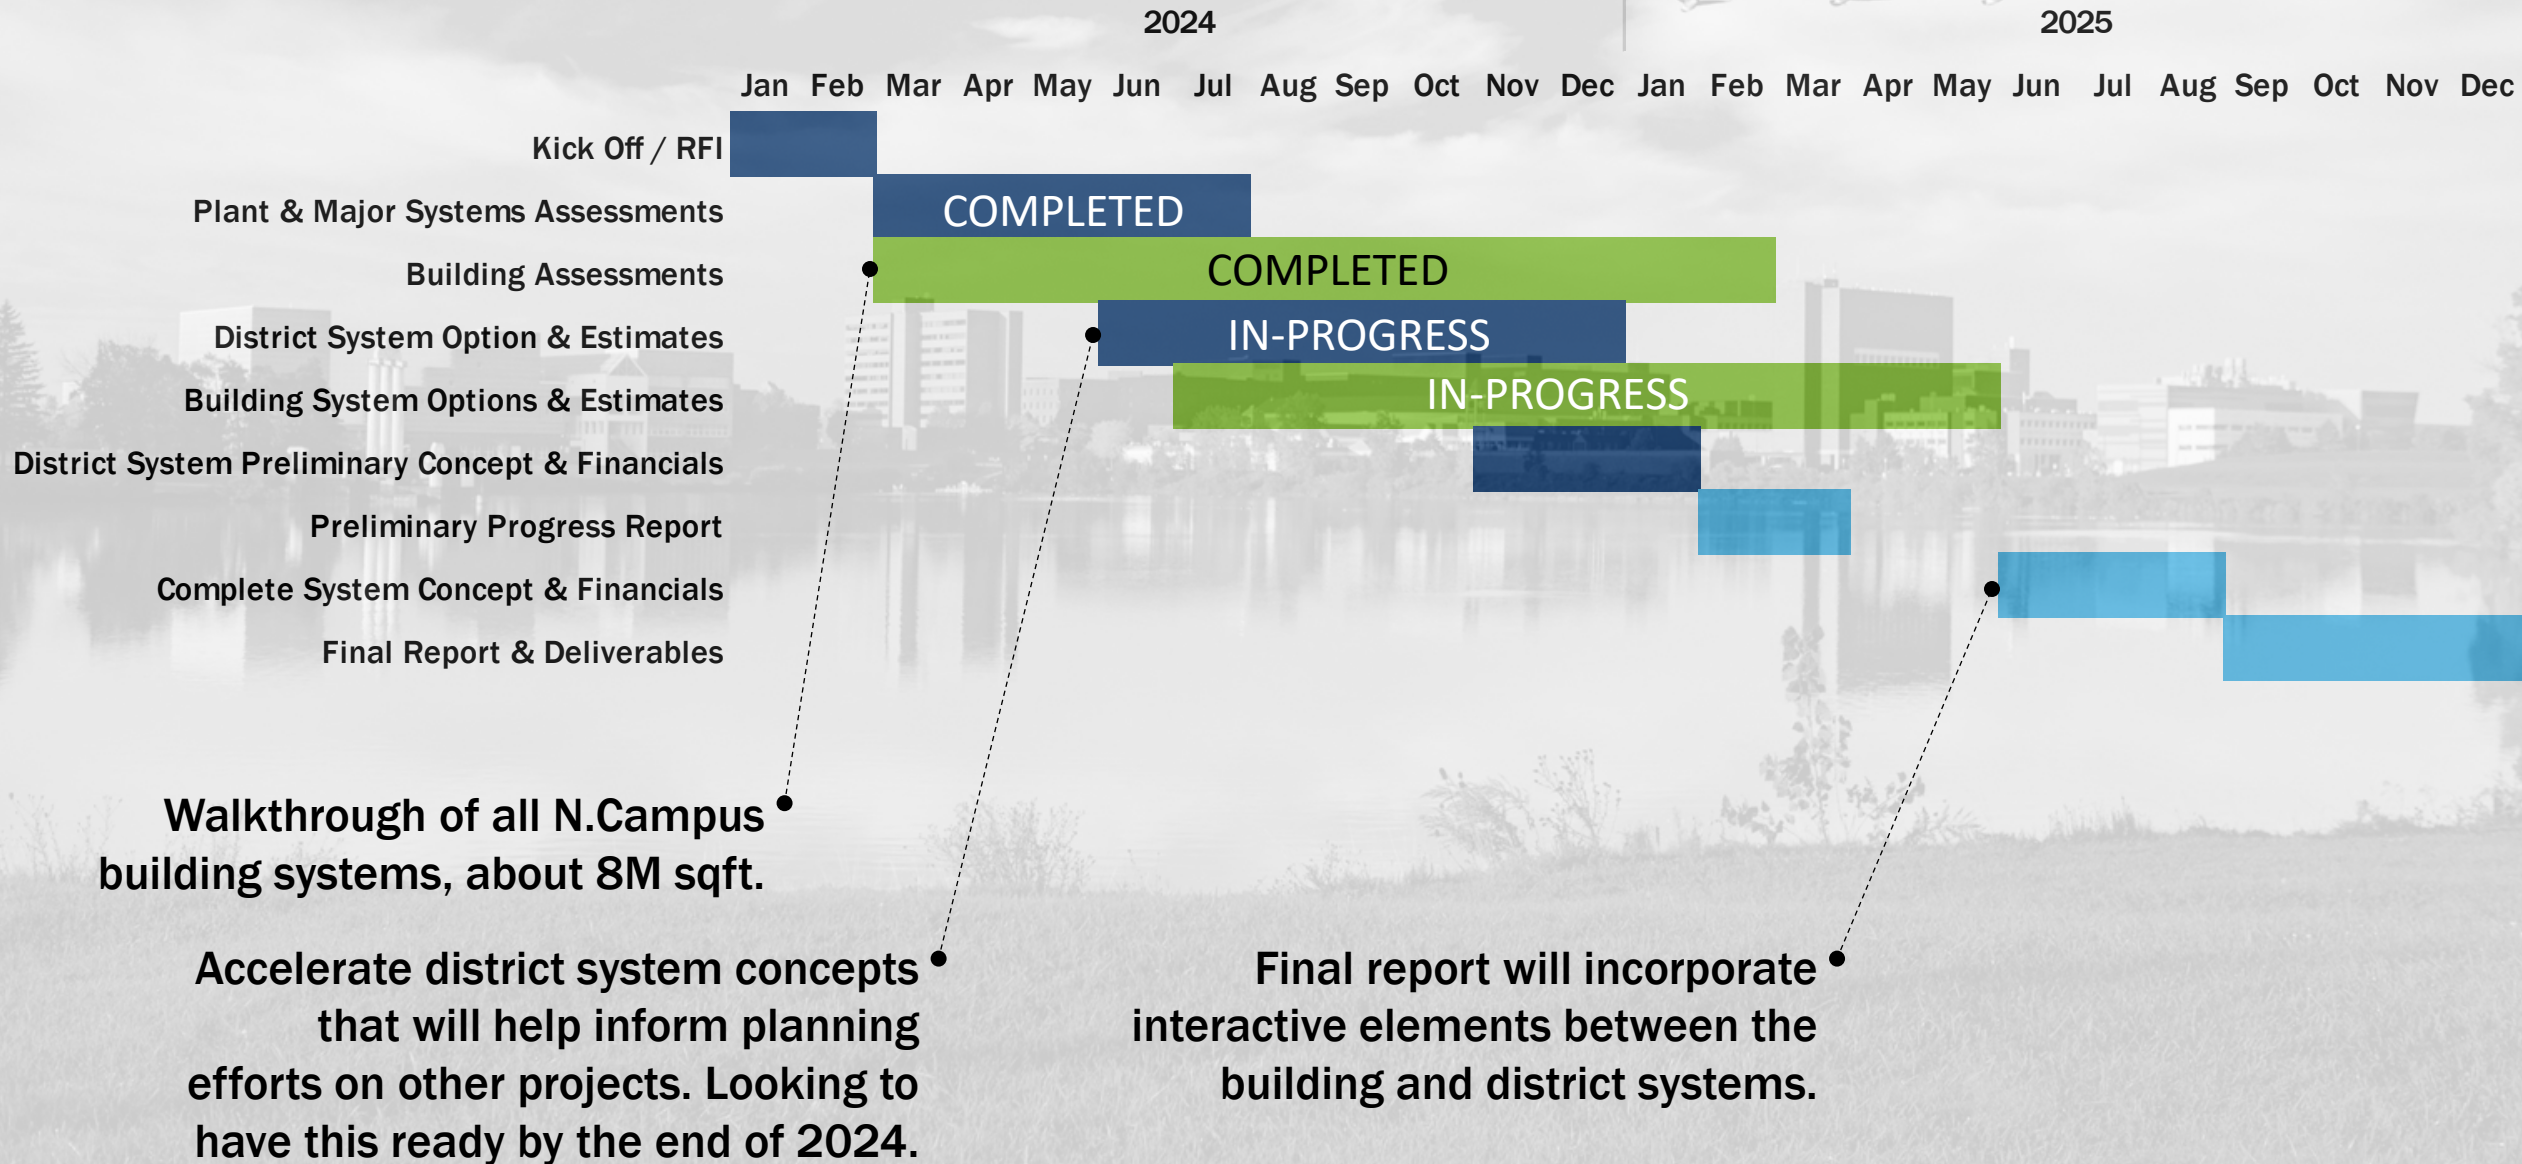 2024 2025
Jan Feb Mar Apr May Jun Jul Aug Sep Oct Nov Dec Jan Feb Mar Apr May Jun Jul Aug Sep Oct Nov Dec
Kick Off / RFI
Plant & Major Systems Assessments COMPLETED
Building Assessments COMPLETED
District System Option & Estimates IN-PROGRESS
Building System Options & Estimates IN-PROGRESS
District System Preliminary Concept & Financials
Preliminary Progress Report
Complete System Concept & Financials
Final Report & Deliverables
Walkthrough of all N.Campus
building systems, about 8M sqft.
Accelerate district system concepts
that will help inform planning
efforts on other projects. Looking to
have this ready by the end of 2024.
Final report will incorporate
interactive elements between the
building and district systems.